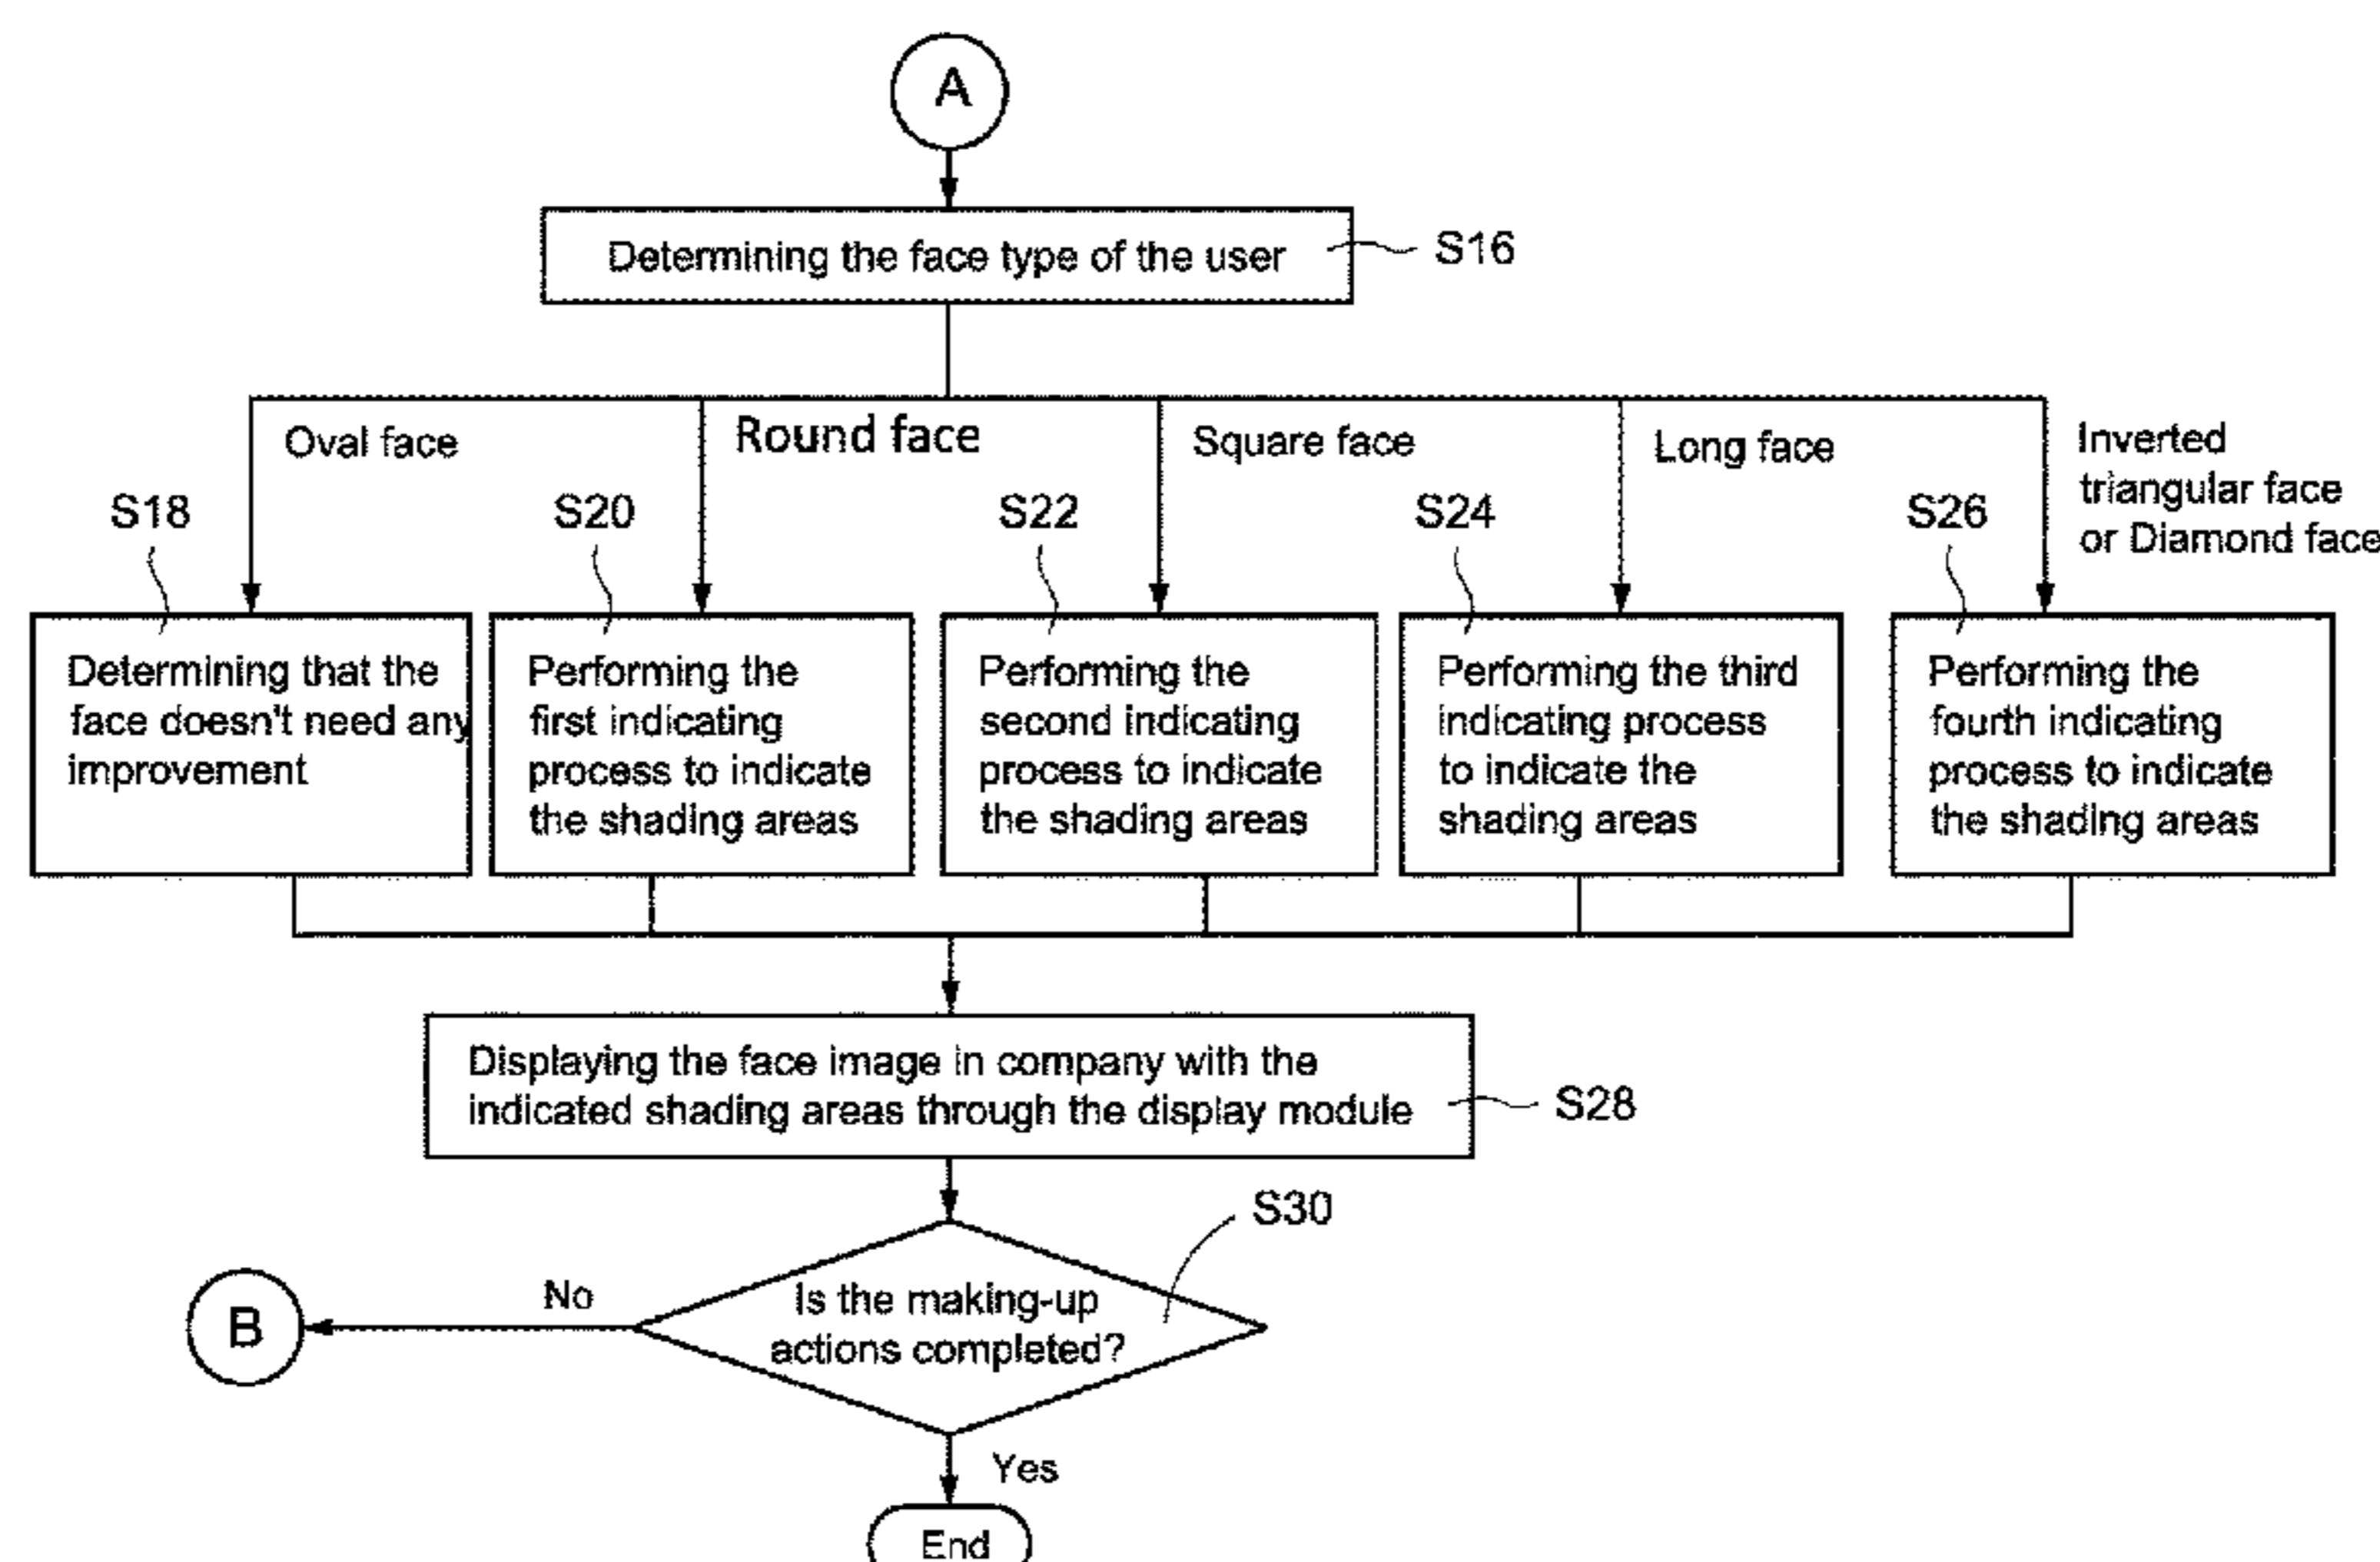 A
Determining the face type of the user
S16
Oval face
Round face
Square face
Long face
Inverted
triangular face
or Diamond face
S18
S20
S22
S24
S26
Determining that the
face doesn't need any
improvement
Performing the
first indicating
process to indicate
the shading areas
Performing the
second indicating
process to indicate
the shading areas
Performing the third
indicating process
to indicate the
shading areas
Performing the
fourth indicating
process to indicate
the shading areas
Displaying the face image in company with the
indicated shading areas through the display module
S28
S30
Is the making-up
actions completed?
No
B
Yes
End